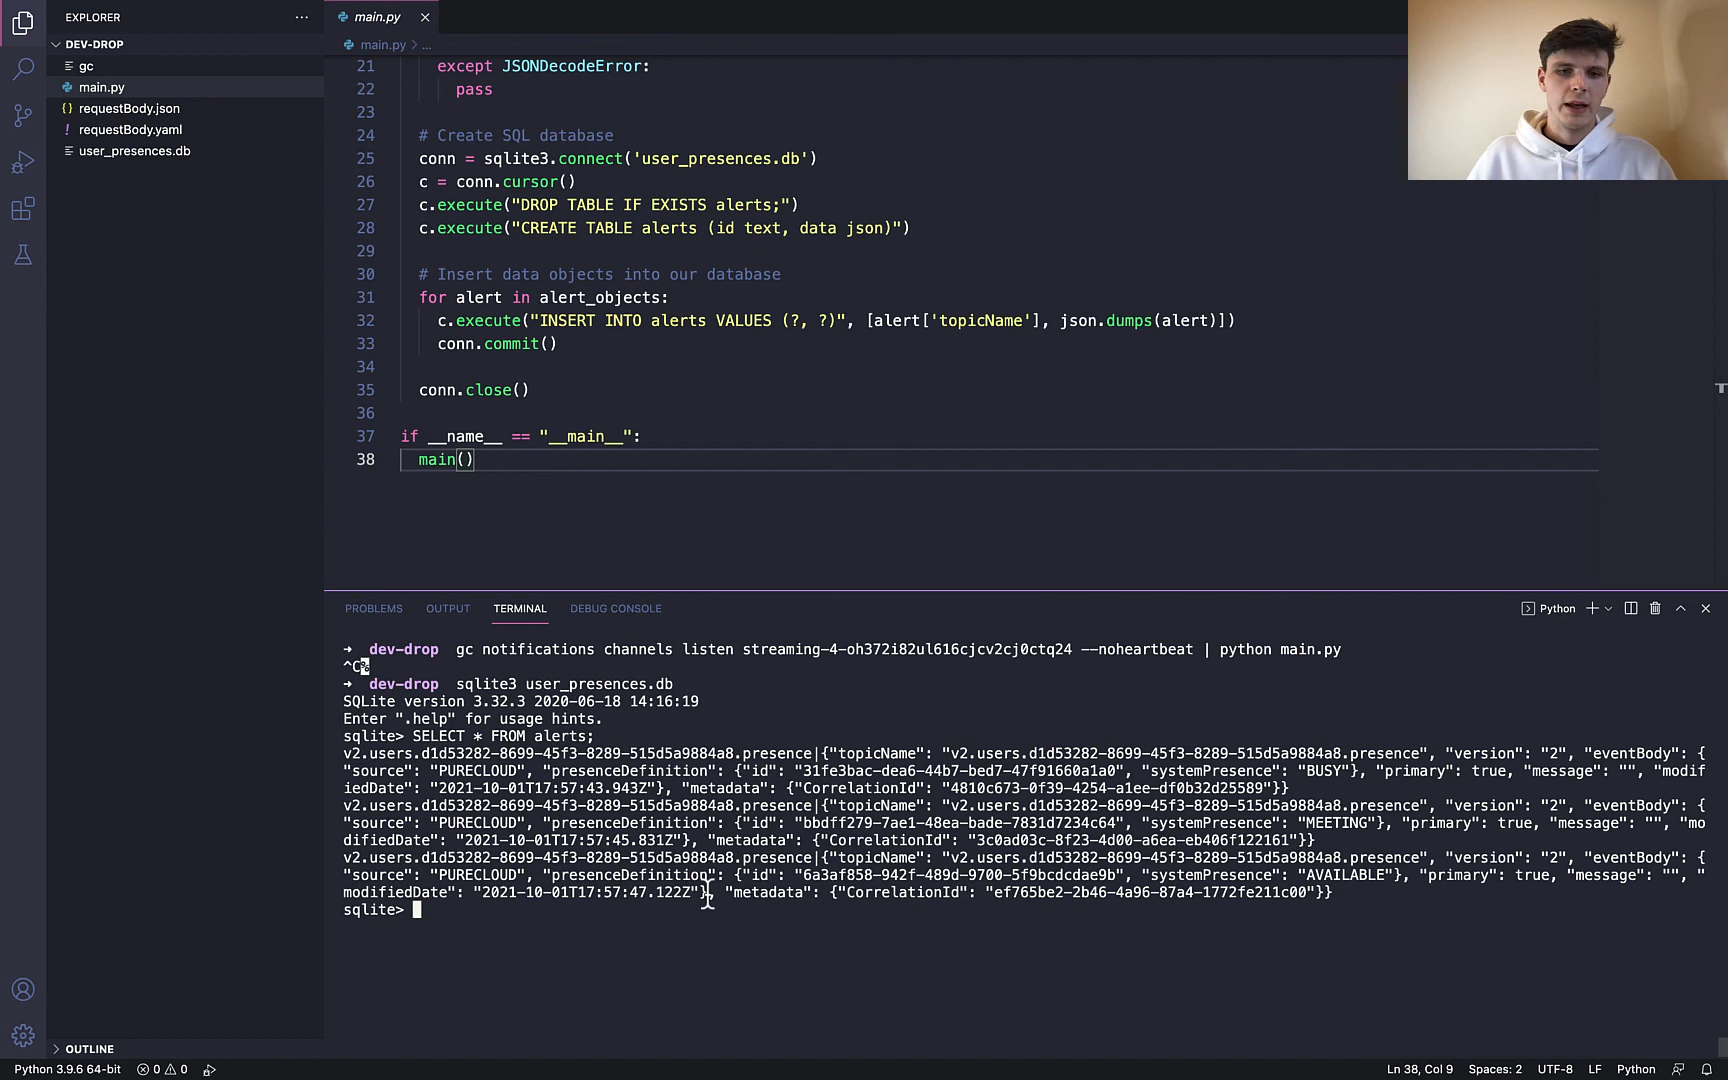 EXPLORER
DEV-DROP
gc
main.py
requestBody.json
requestBody.yaml
user_presences.db
OUTLINE
main.py
main.py > ...
21 except JSONDecodeError:
22 pass
23
24 # Create SQL database
25 conn = sqlite3.connect('user_presences.db')
26 c = conn.cursor()
27 c.execute("DROP TABLE IF EXISTS alerts;")
28 c.execute("CREATE TABLE alerts (id text, data json)")
29
30 # Insert data objects into our database
31 for alert in alert_objects:
32 c.execute("INSERT INTO alerts VALUES (?, ?)", [alert['topicName'], json.dumps(alert)])
33 conn.commit()
34
35 conn.close()
36
37 if __name__ == "__main__":
38 main()
PROBLEMS OUTPUT TERMINAL DEBUG CONSOLE
Python
→ dev-drop gc notifications channels listen streaming-4-oh372i82ul616cjcv2cj0ctq24 --noheartbeat | python main.py
^C%
→ dev-drop sqlite3 user_presences.db
SQLite version 3.32.3 2020-06-18 14:16:19
Enter ".help" for usage hints.
sqlite> SELECT * FROM alerts;
v2.users.d1d53282-8699-45f3-8289-515d5a9884a8.presence|{"topicName": "v2.users.d1d53282-8699-45f3-8289-515d5a9884a8.presence", "version": "2", "eventBody": {
"source": "PURECLOUD", "presenceDefinition": {"id": "31fe3bac-dea6-44b7-bed7-47f91660a1a0", "systemPresence": "BUSY"}, "primary": true, "message": "", "modif
iedDate": "2021-10-01T17:57:43.943Z"}, "metadata": {"CorrelationId": "4810c673-0f39-4254-a1ee-df0b32d25589"}}
v2.users.d1d53282-8699-45f3-8289-515d5a9884a8.presence|{"topicName": "v2.users.d1d53282-8699-45f3-8289-515d5a9884a8.presence", "version": "2", "eventBody": {
"source": "PURECLOUD", "presenceDefinition": {"id": "bbdff279-7ae1-48ea-bade-7831d7234c64", "systemPresence": "MEETING"}, "primary": true, "message": "", "mo
difiedDate": "2021-10-01T17:57:45.831Z"}, "metadata": {"CorrelationId": "3c0ad03c-8f23-4d00-a6ea-eb406f122161"}}
v2.users.d1d53282-8699-45f3-8289-515d5a9884a8.presence|{"topicName": "v2.users.d1d53282-8699-45f3-8289-515d5a9884a8.presence", "version": "2", "eventBody": {
"source": "PURECLOUD", "presenceDefinition": {"id": "6a3af858-942f-489d-9700-5f9bcdcdae9b", "systemPresence": "AVAILABLE"}, "primary": true, "message": "", "
modifiedDate": "2021-10-01T17:57:47.122Z"}, "metadata": {"CorrelationId": "ef765be2-2b46-4a96-87a4-1772fe211c00"}}
sqlite>
Python 3.9.6 64-bit 0 0 Ln 38, Col 9 Spaces: 2 UTF-8 LF Python